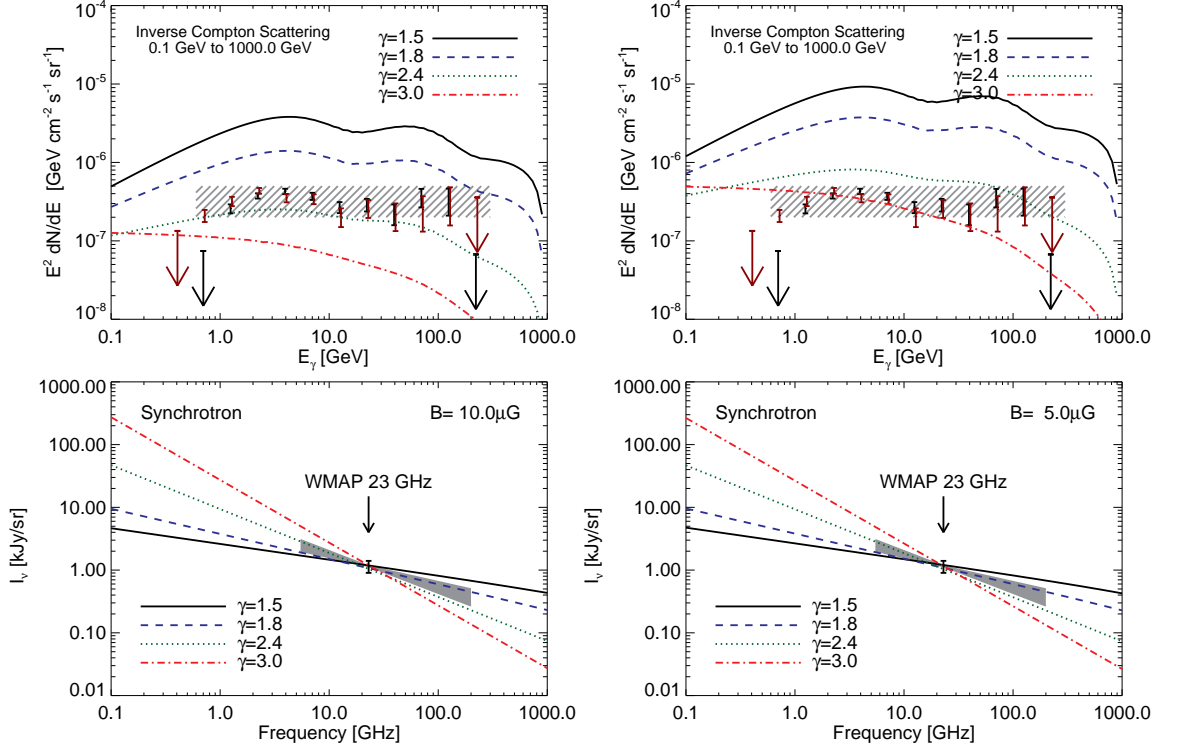 10⁻⁴
10⁻⁵
10⁻⁶
10⁻⁷
10⁻⁸
E² dN/dE [GeV cm⁻² s⁻¹ sr⁻¹]
Inverse Compton Scattering
0.1 GeV to 1000.0 GeV
γ=1.5
γ=1.8
γ=2.4
γ=3.0
0.1 1.0 10.0 100.0 1000.0
E_γ [GeV]
10⁻⁴
10⁻⁵
10⁻⁶
10⁻⁷
10⁻⁸
E² dN/dE [GeV cm⁻² s⁻¹ sr⁻¹]
Inverse Compton Scattering
0.1 GeV to 1000.0 GeV
γ=1.5
γ=1.8
γ=2.4
γ=3.0
0.1 1.0 10.0 100.0 1000.0
E_γ [GeV]
1000.00
100.00
10.00
1.00
0.10
0.01
I_ν [kJy/sr]
Synchrotron
B= 10.0μG
WMAP 23 GHz
γ=1.5
γ=1.8
γ=2.4
γ=3.0
0.1 1.0 10.0 100.0 1000.0
Frequency [GHz]
1000.00
100.00
10.00
1.00
0.10
0.01
I_ν [kJy/sr]
Synchrotron
B= 5.0μG
WMAP 23 GHz
γ=1.5
γ=1.8
γ=2.4
γ=3.0
0.1 1.0 10.0 100.0 1000.0
Frequency [GHz]